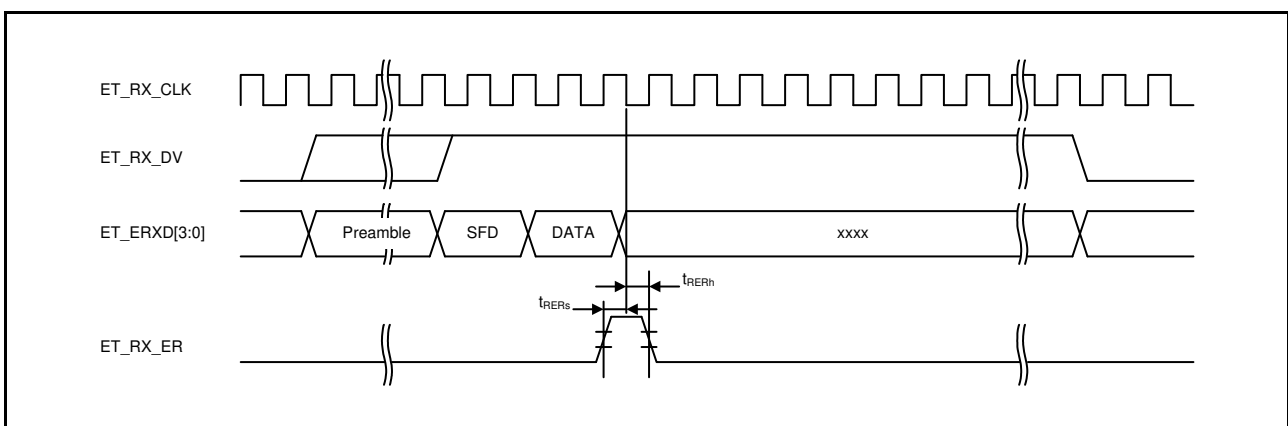 ET_RX_CLK
ET_RX_DV
ET_ERXD[3:0] Preamble SFD DATA xxxx
tRERh
tRERs
ET_RX_ER